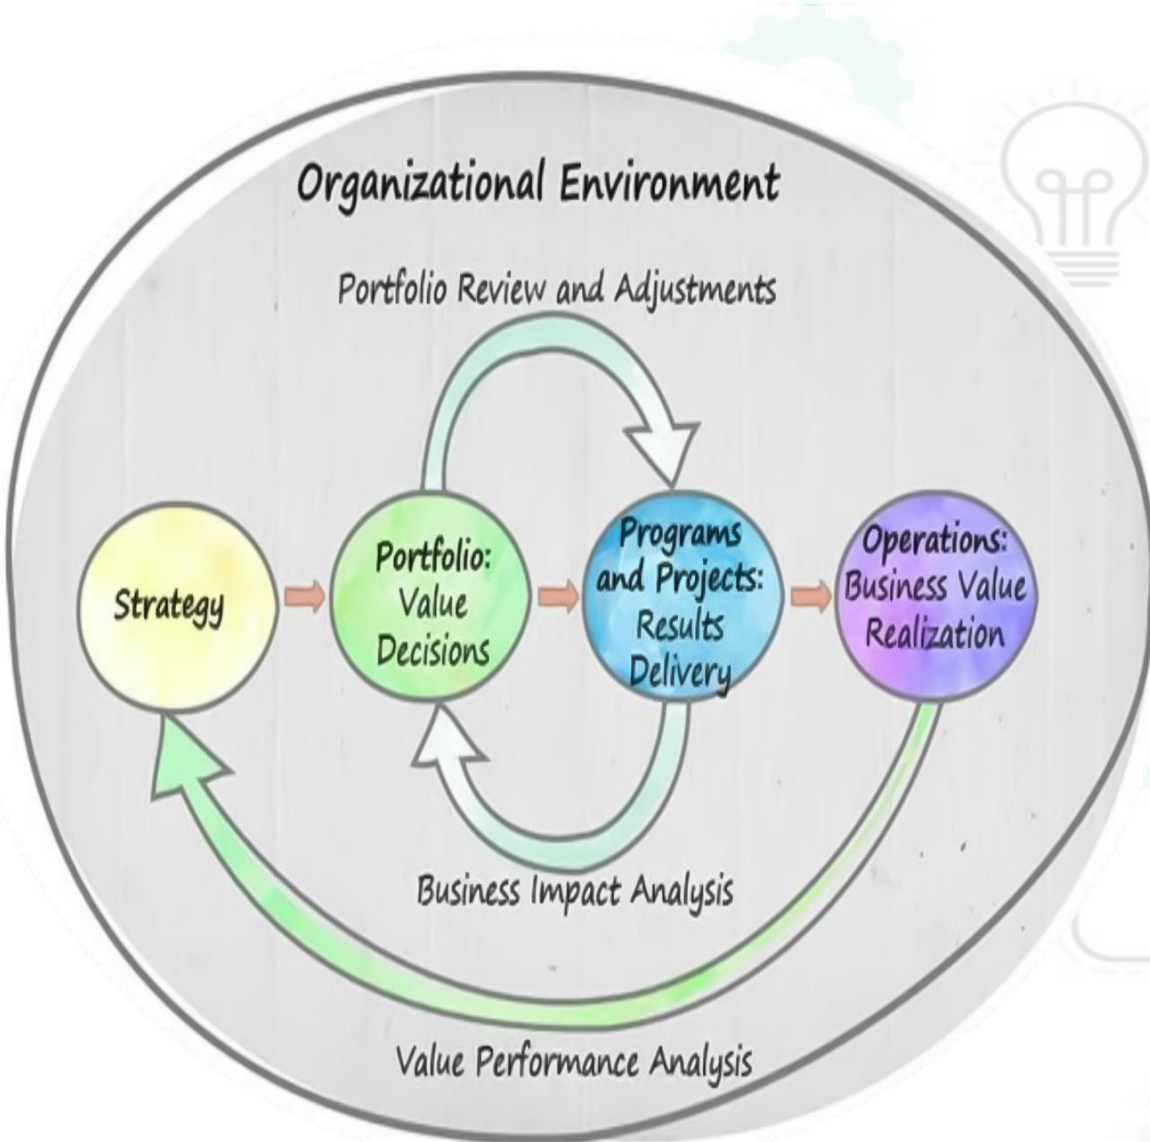 Organizational Environment
Portfolio Review and Adjustments
Strategy
Portfolio:
Value
Decisions
Programs
and Projects:
Results
Delivery
Operations:
Business Value
Realization
Business Impact Analysis
Value Performance Analysis